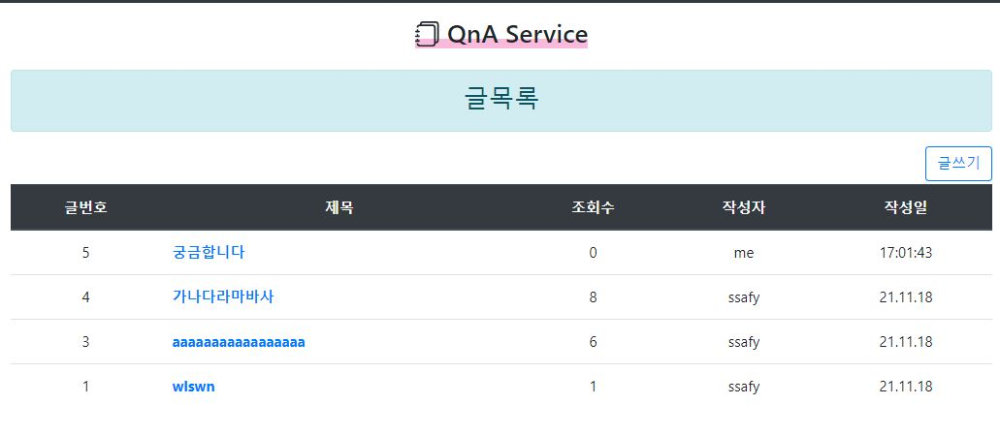 QnA Service
글목록
글쓰기
글번호 제목 조회수 작성자 작성일
5 궁금합니다 0 me 17:01:43
4 가나다라마바사 8 ssafy 21.11.18
3 aaaaaaaaaaaaaaaaa 6 ssafy 21.11.18
1 wlswn 1 ssafy 21.11.18